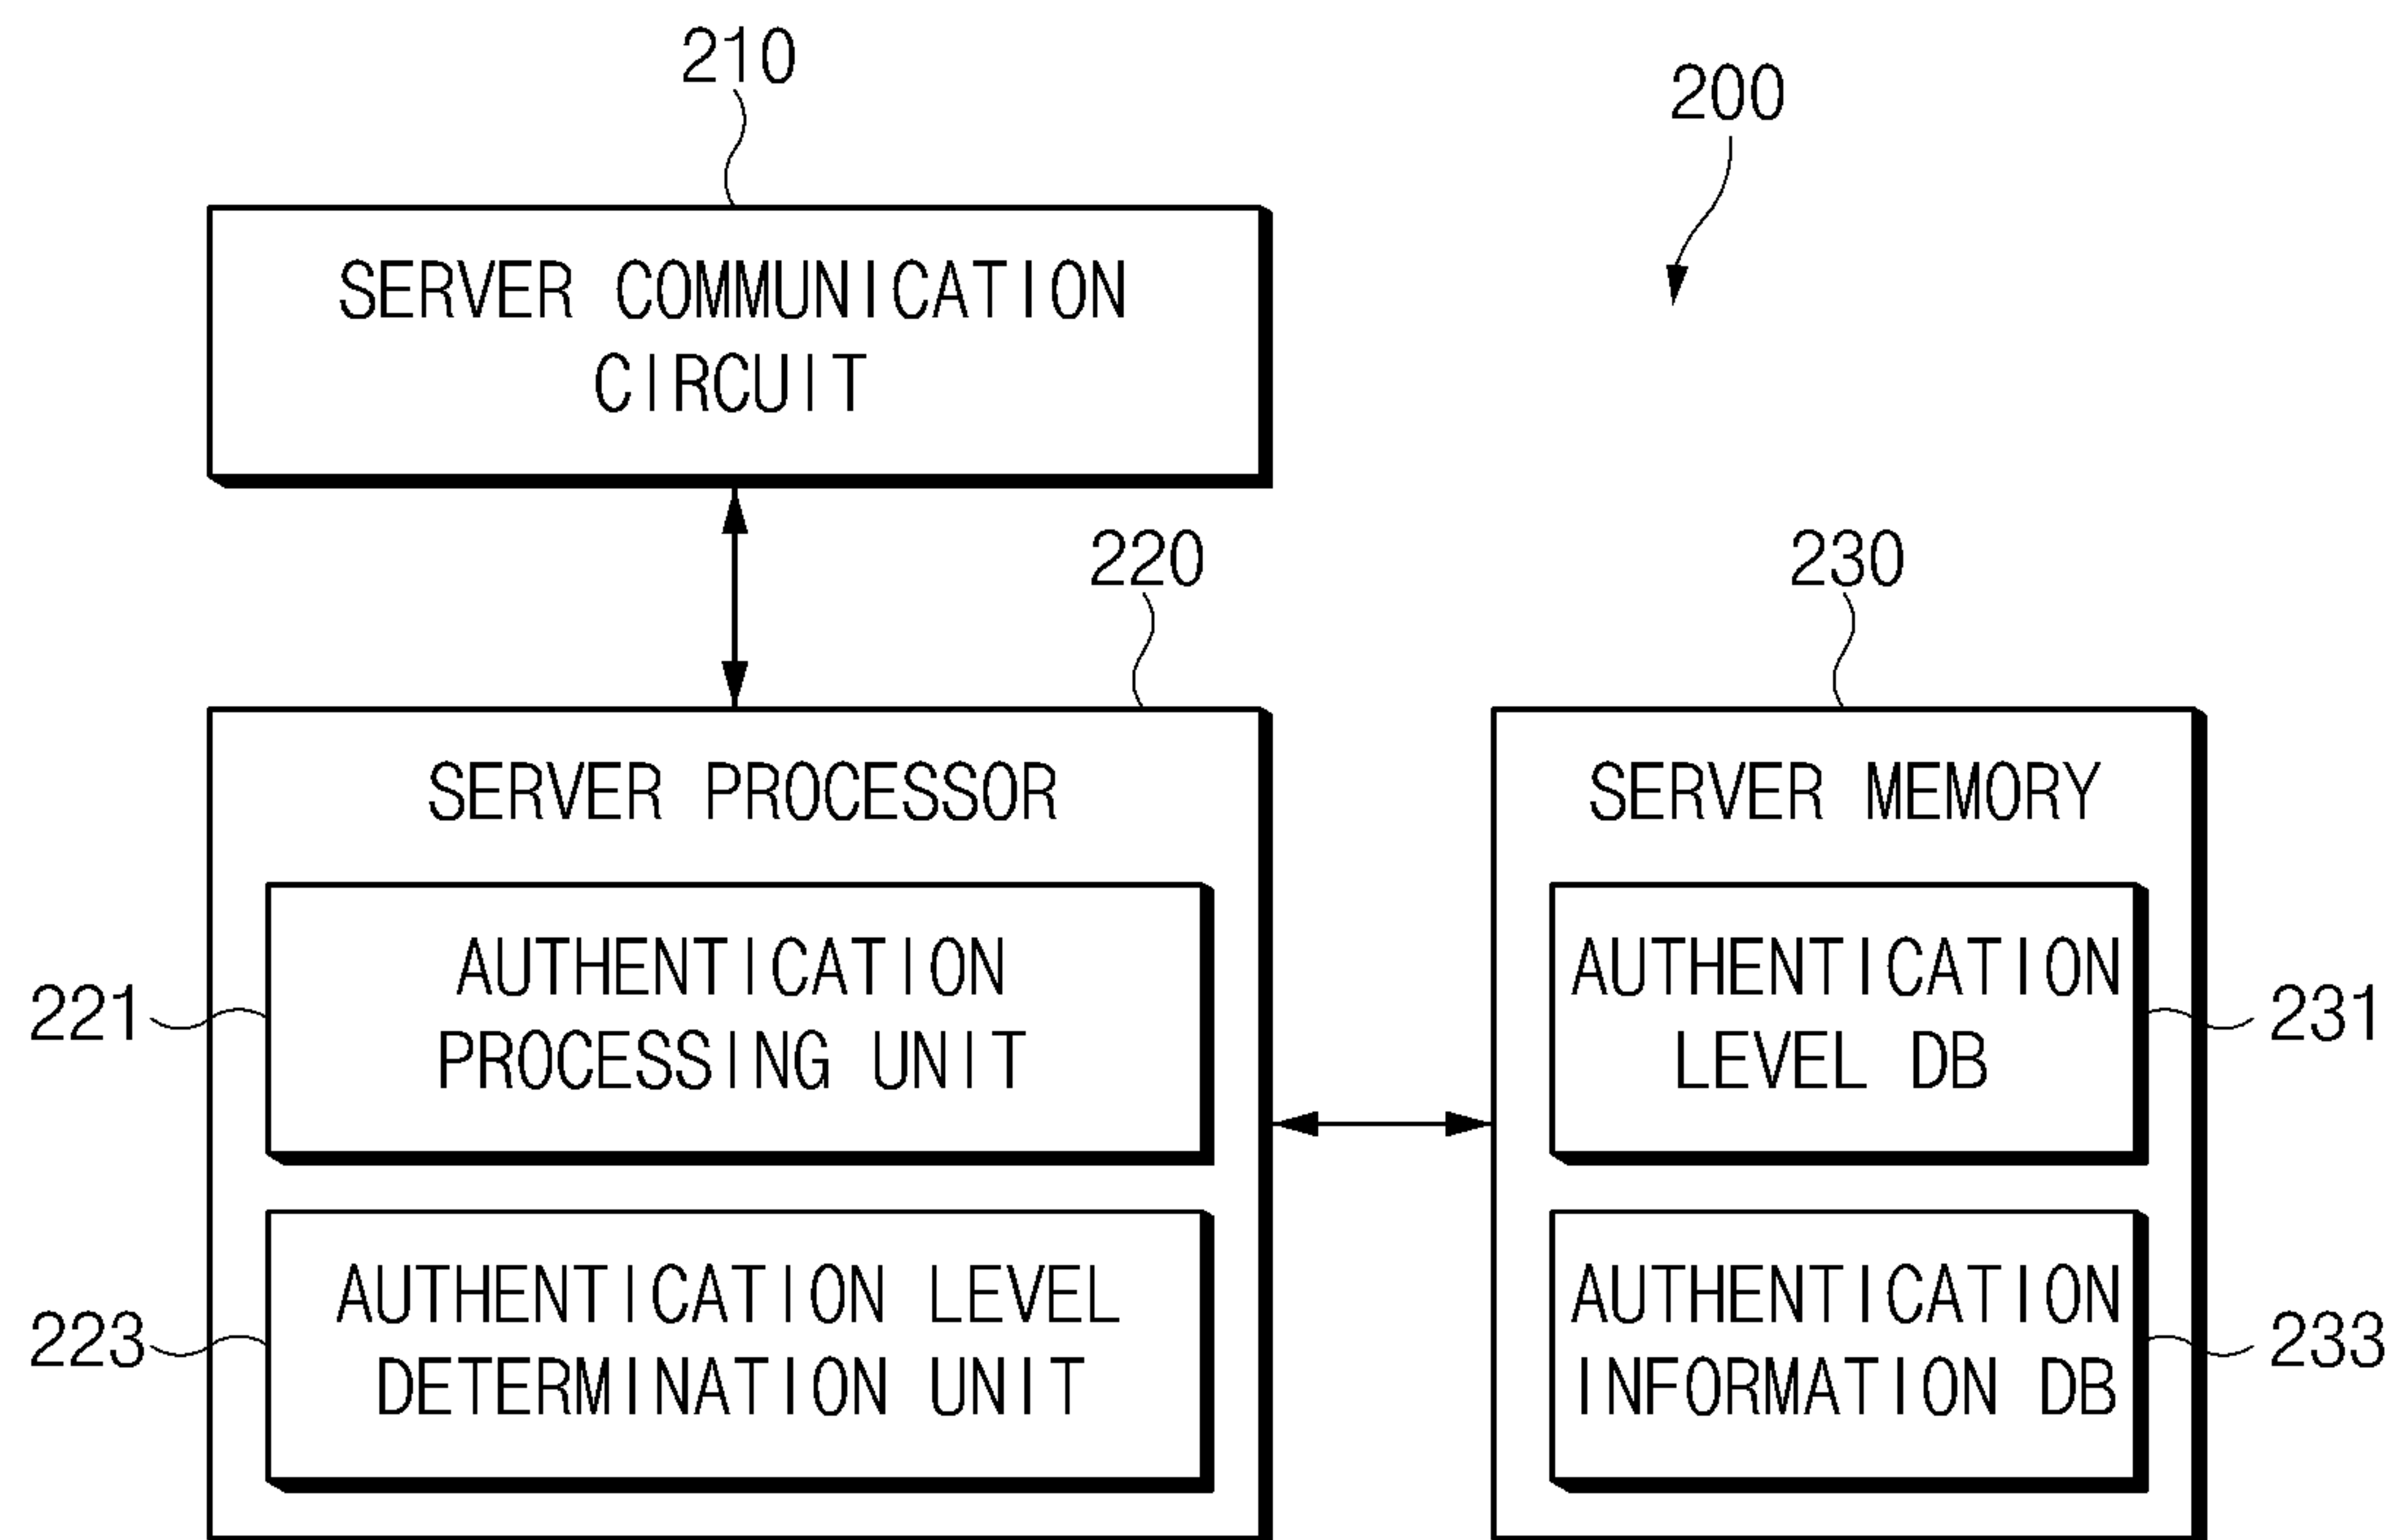 210
200
SERVER COMMUNICATION
CIRCUIT
220
230
SERVER PROCESSOR
SERVER MEMORY
221
AUTHENTICATION
PROCESSING UNIT
AUTHENTICATION
LEVEL DB
231
223
AUTHENTICATION LEVEL
DETERMINATION UNIT
AUTHENTICATION
INFORMATION DB
233